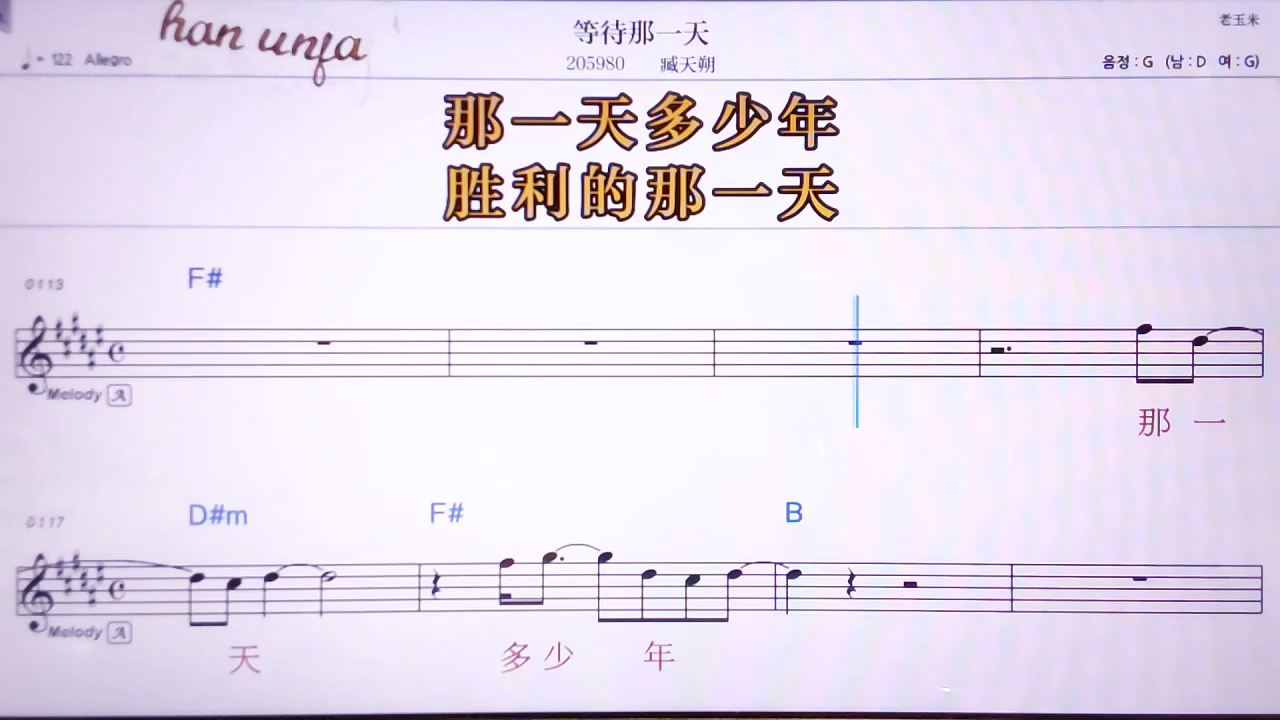 han unfa
等待那一天
老玉米
♩= 122 Allegro
205980 臧天朔
음정 : G (남 : D 여 : G)
那一天多少年
胜利的那一天
0113
F#
Melody A
那 一
0117
D#m F# B
Melody A
天 多 少 年